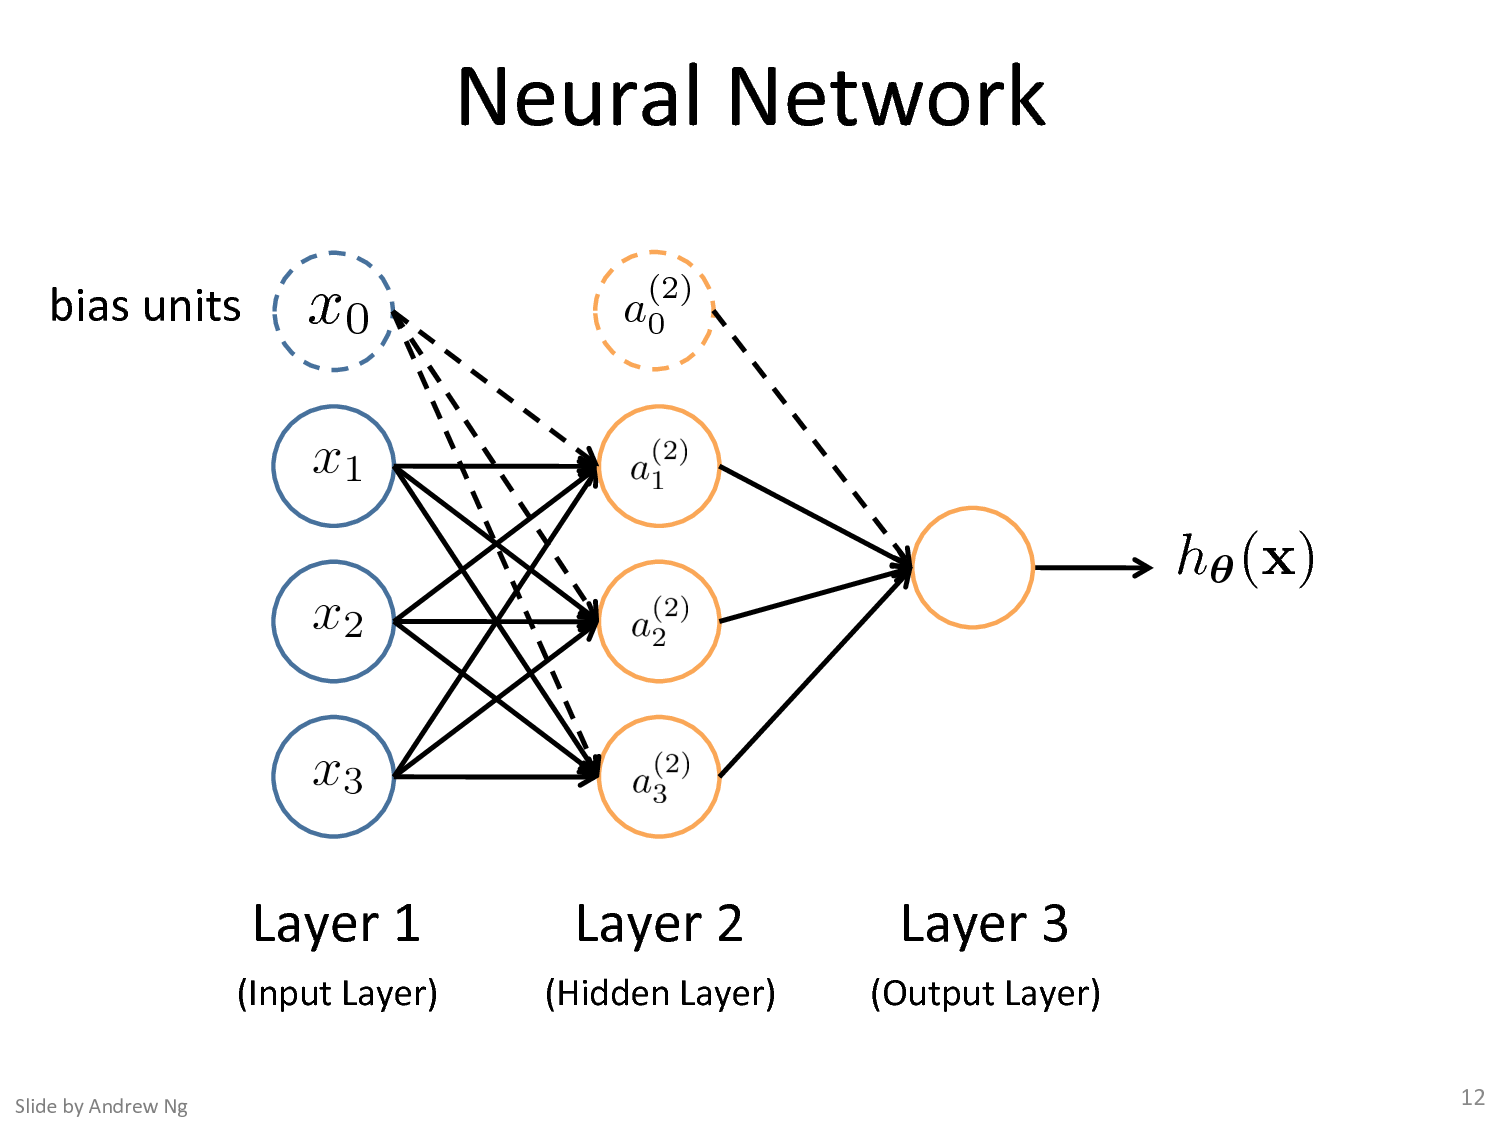 Neural Network
bias units
x₀
a₀⁽²⁾
x₁
a₁⁽²⁾
x₂
a₂⁽²⁾
x₃
a₃⁽²⁾
h_θ(x)
Layer 1
Layer 2
Layer 3
(Input Layer)
(Hidden Layer)
(Output Layer)
Slide by Andrew Ng
12